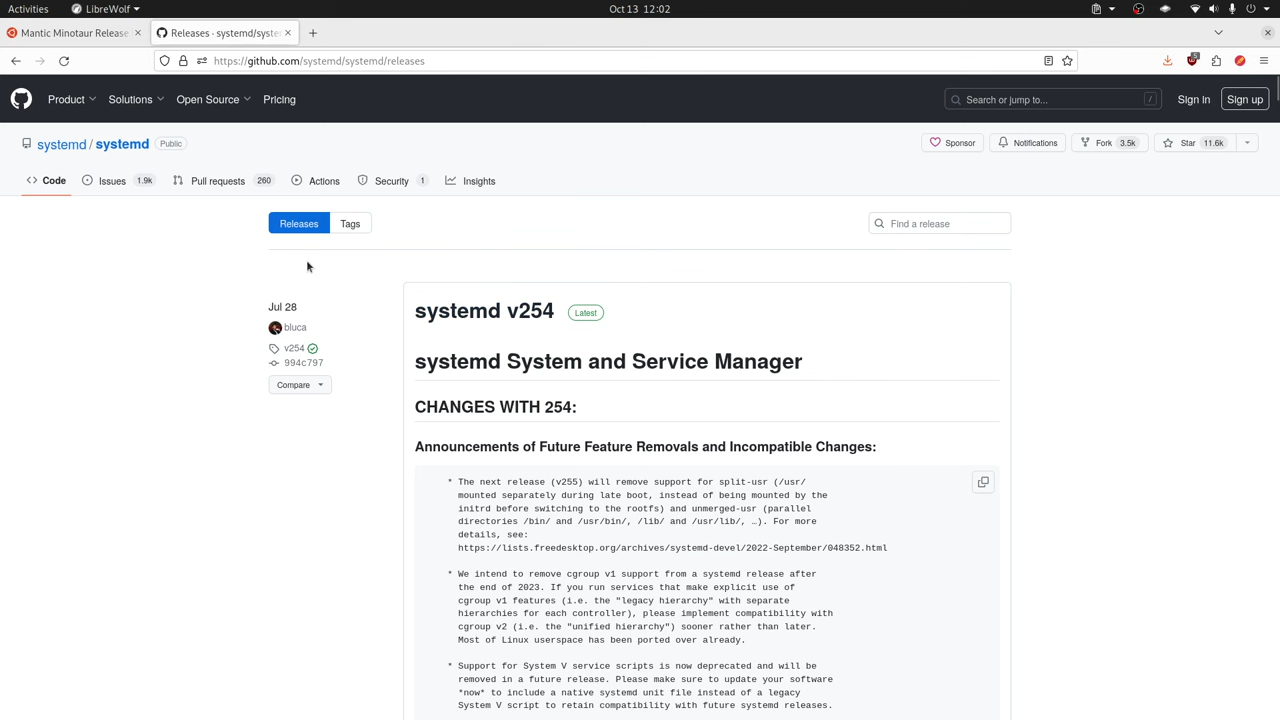 Activities
LibreWolf
Oct 13 12:02
Mantic Minotaur Release
Releases · systemd/syste
https://github.com/systemd/systemd/releases
5
Product
Solutions
Open Source
Pricing
Search or jump to...
/
Sign in
Sign up
systemd / systemd
Public
Sponsor
Notifications
Fork 3.5k
Star 11.6k
Code
Issues 1.9k
Pull requests 260
Actions
Security 1
Insights
Releases
Tags
Find a release
Jul 28
bluca
v254
994c797
Compare
systemd v254
Latest
systemd System and Service Manager
CHANGES WITH 254:
Announcements of Future Feature Removals and Incompatible Changes:
* The next release (v255) will remove support for split-usr (/usr/
mounted separately during late boot, instead of being mounted by the
initrd before switching to the rootfs) and unmerged-usr (parallel
directories /bin/ and /usr/bin/, /lib/ and /usr/lib/, …). For more
details, see:
https://lists.freedesktop.org/archives/systemd-devel/2022-September/048352.html
* We intend to remove cgroup v1 support from a systemd release after
the end of 2023. If you run services that make explicit use of
cgroup v1 features (i.e. the "legacy hierarchy" with separate
hierarchies for each controller), please implement compatibility with
cgroup v2 (i.e. the "unified hierarchy") sooner rather than later.
Most of Linux userspace has been ported over already.
* Support for System V service scripts is now deprecated and will be
removed in a future release. Please make sure to update your software
*now* to include a native systemd unit file instead of a legacy
System V script to retain compatibility with future systemd releases.